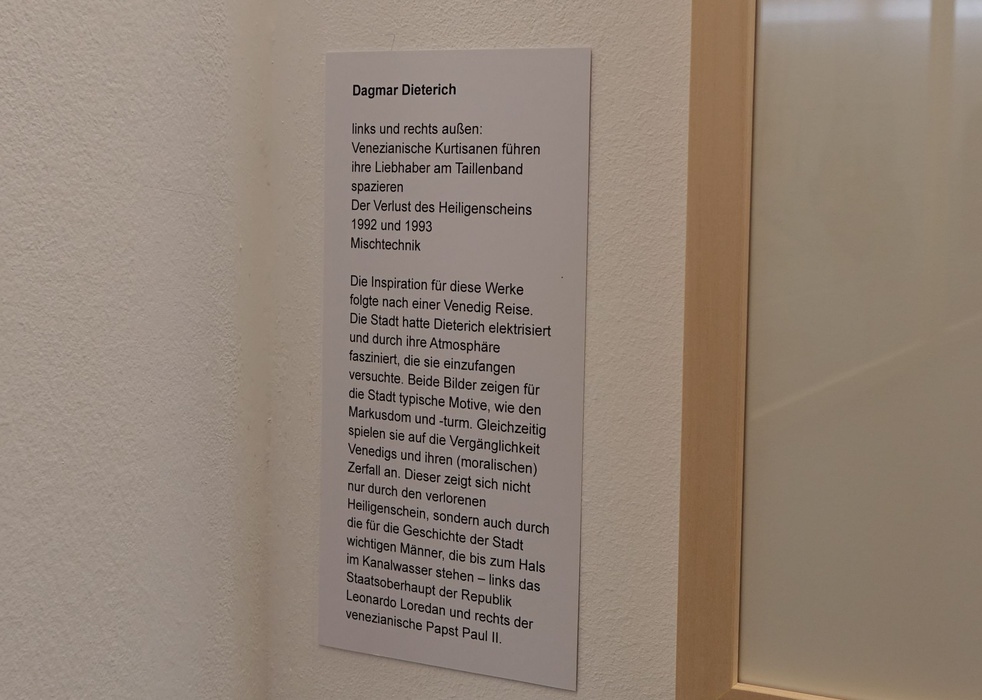 Dagmar Dieterich
links und rechts außen:
Venezianische Kurtisanen führen
ihre Liebhaber am Taillenband
spazieren
Der Verlust des Heiligenscheins
1992 und 1993
Mischtechnik
Die Inspiration für diese Werke
folgte nach einer Venedig Reise.
Die Stadt hatte Dieterich elektrisiert
und durch ihre Atmosphäre
fasziniert, die sie einzufangen
versuchte. Beide Bilder zeigen für
die Stadt typische Motive, wie den
Markusdom und -turm. Gleichzeitig
spielen sie auf die Vergänglichkeit
Venedigs und ihren (moralischen)
Zerfall an. Dieser zeigt sich nicht
nur durch den verlorenen
Heiligenschein, sondern auch durch
die für die Geschichte der Stadt
wichtigen Männer, die bis zum Hals
im Kanalwasser stehen – links das
Staatsoberhaupt der Republik
Leonardo Loredan und rechts der
venezianische Papst Paul II.